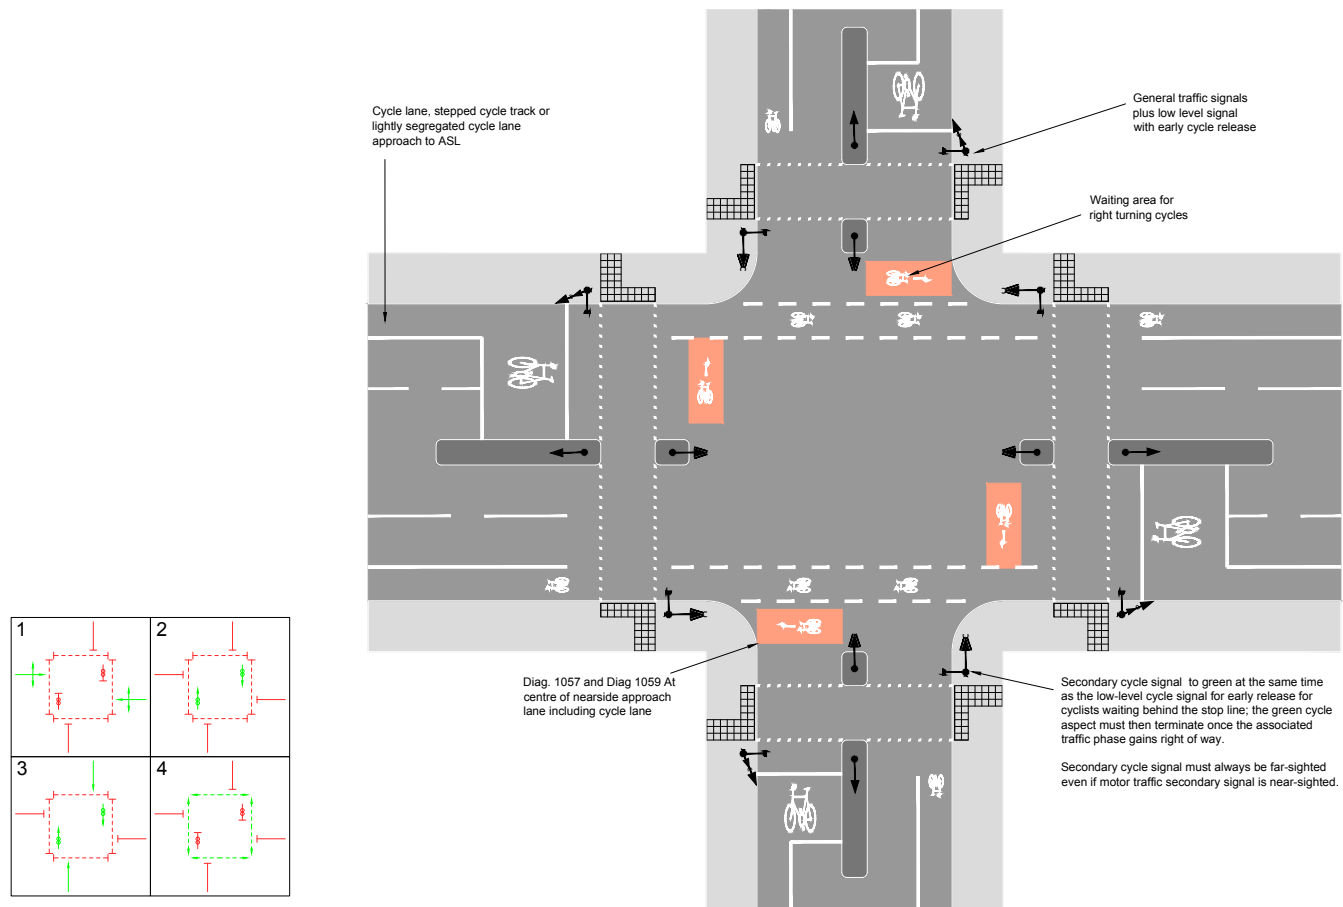 Cycle lane, stepped cycle track or
lightly segregated cycle lane
approach to ASL
General traffic signals
plus low level signal
with early cycle release
Waiting area for
right turning cycles
Diag. 1057 and Diag 1059 At
centre of nearside approach
lane including cycle lane
Secondary cycle signal  to green at the same time
as the low-level cycle signal for early release for
cyclists waiting behind the stop line; the green cycle
aspect must then terminate once the associated
traffic phase gains right of way.
Secondary cycle signal must always be far-sighted
even if motor traffic secondary signal is near-sighted.
1
2
3
4